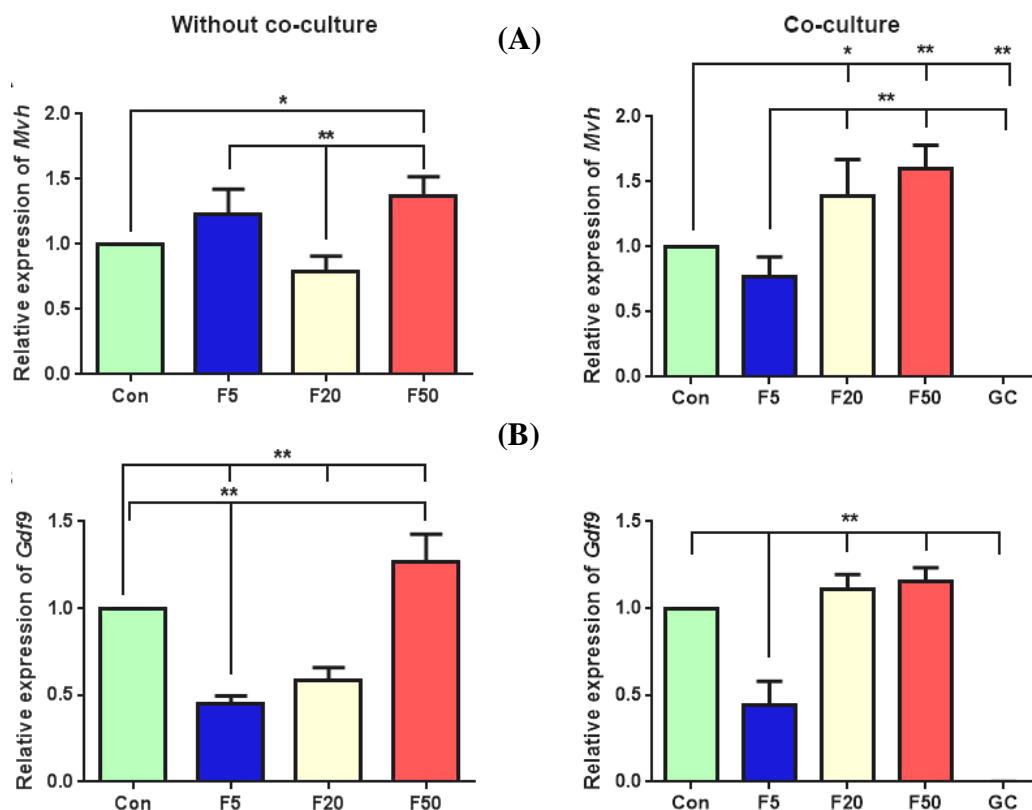 Without co-culture
(A)
Co-culture
*
**
Relative expression of Mvh
2.0
1.5
1.0
0.5
0.0
Con F5 F20 F50
* ** **
**
Relative expression of Mvh
2.0
1.5
1.0
0.5
0.0
Con F5 F20 F50 GC
(B)
**
**
Relative expression of Gdf9
1.5
1.0
0.5
0.0
Con F5 F20 F50
**
Relative expression of Gdf9
1.5
1.0
0.5
0.0
Con F5 F20 F50 GC